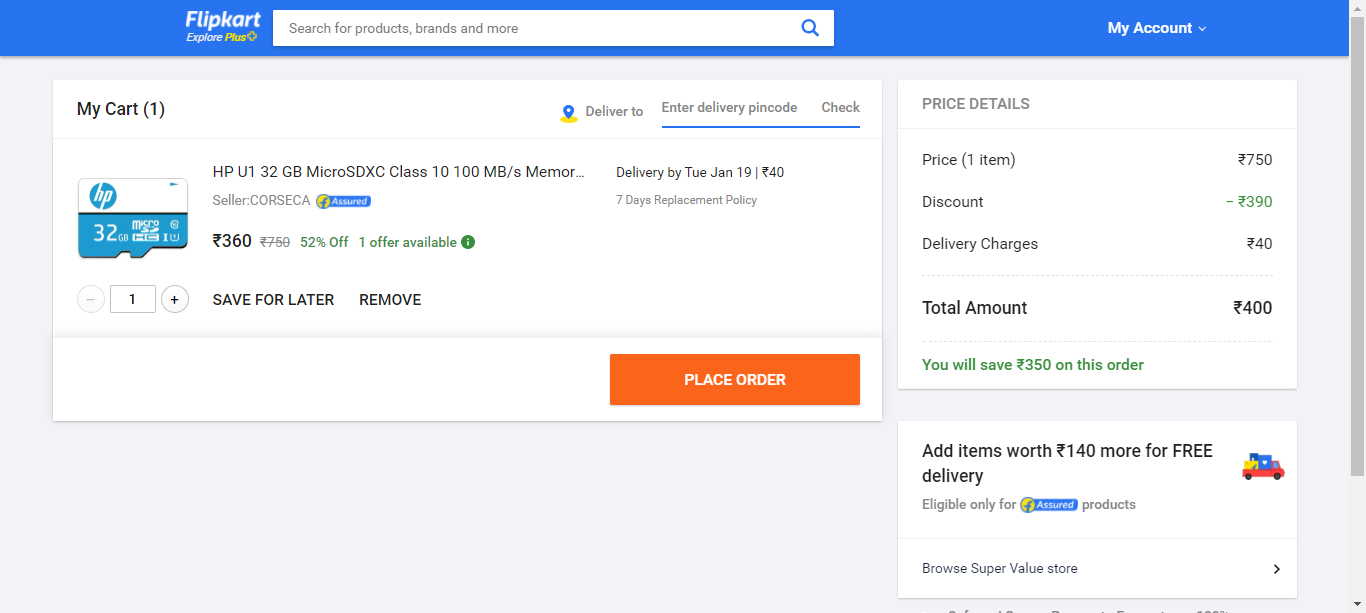 Flipkart
Explore Plus
Search for products, brands and more
My Account
My Cart (1)
Deliver to
Enter delivery pincode
Check
HP U1 32 GB MicroSDXC Class 10 100 MB/s Memor...
Seller:CORSECA Assured
₹360 ₹750 52% Off 1 offer available
hp
32GB micro SD HC I U1
Delivery by Tue Jan 19 | ₹40
7 Days Replacement Policy
− 1 + SAVE FOR LATER REMOVE
PLACE ORDER
PRICE DETAILS
Price (1 item) ₹750
Discount − ₹390
Delivery Charges ₹40
Total Amount ₹400
You will save ₹350 on this order
Add items worth ₹140 more for FREE
delivery
Eligible only for Assured products
Browse Super Value store